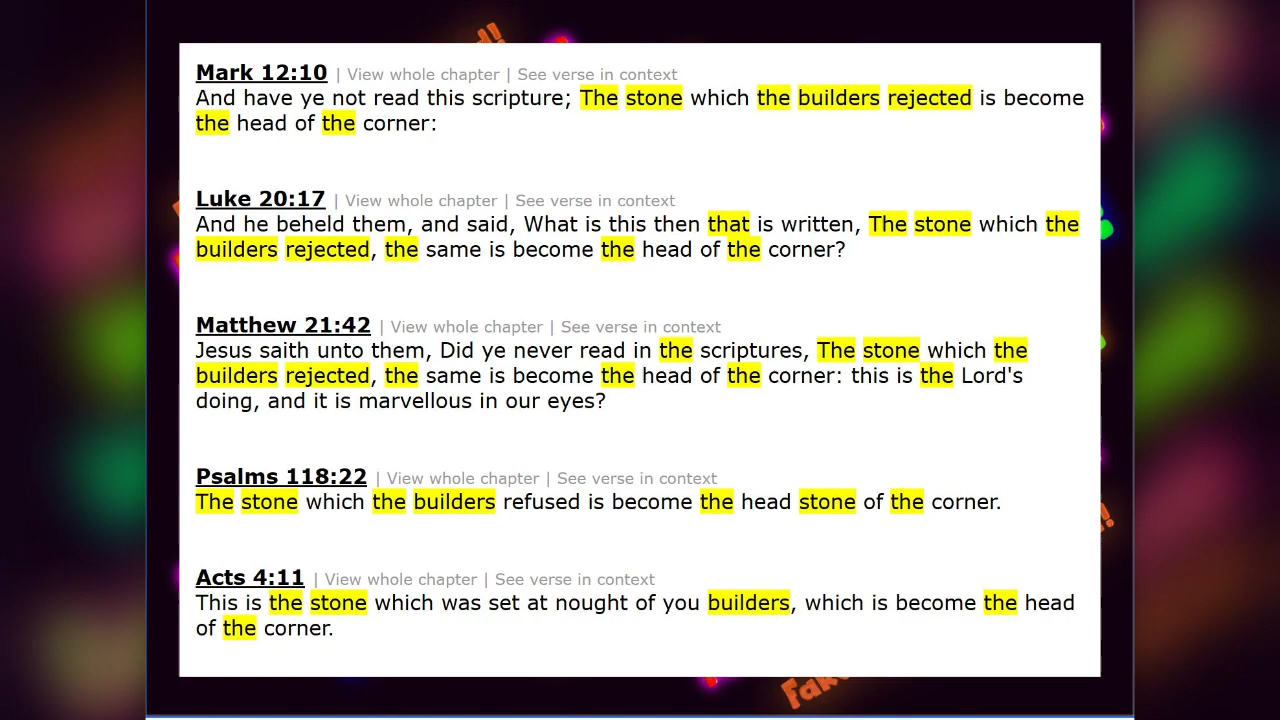 Mark 12:10 | View whole chapter | See verse in context
And have ye not read this scripture; The stone which the builders rejected is become
the head of the corner:
Luke 20:17 | View whole chapter | See verse in context
And he beheld them, and said, What is this then that is written, The stone which the
builders rejected, the same is become the head of the corner?
Matthew 21:42 | View whole chapter | See verse in context
Jesus saith unto them, Did ye never read in the scriptures, The stone which the
builders rejected, the same is become the head of the corner: this is the Lord's
doing, and it is marvellous in our eyes?
Psalms 118:22 | View whole chapter | See verse in context
The stone which the builders refused is become the head stone of the corner.
Acts 4:11 | View whole chapter | See verse in context
This is the stone which was set at nought of you builders, which is become the head
of the corner.